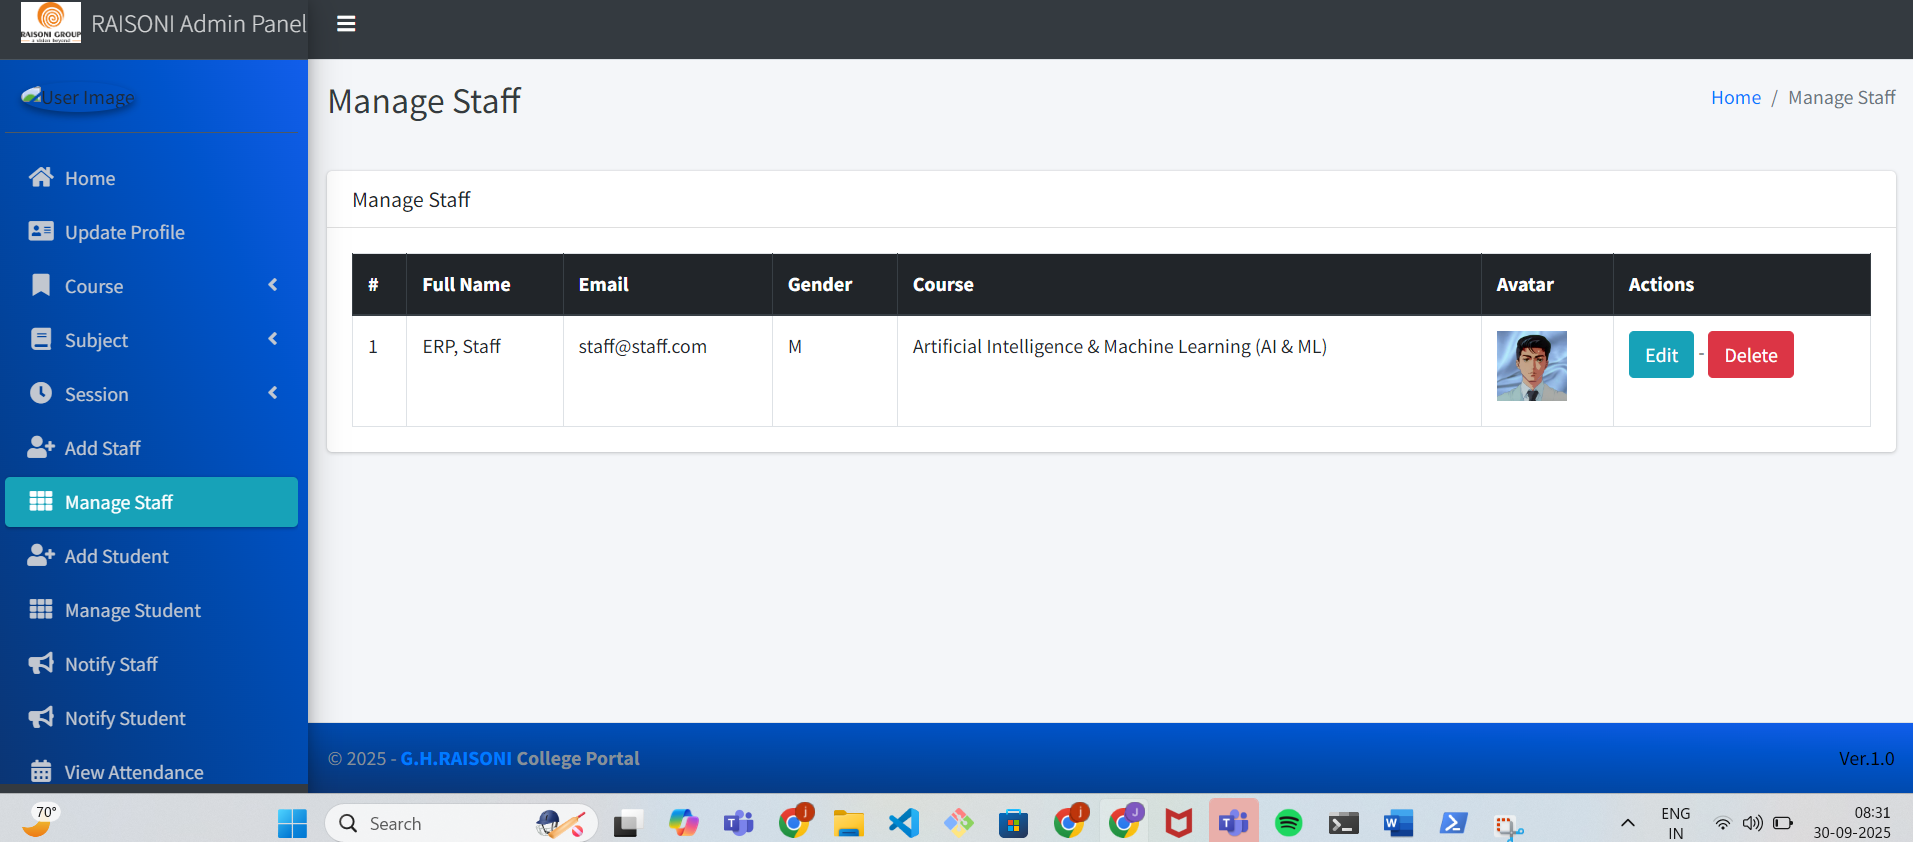 RAISONI GROUP
a vision beyond
RAISONI Admin Panel
User Image
Home
Update Profile
Course
Subject
Session
Add Staff
Manage Staff
Add Student
Manage Student
Notify Staff
Notify Student
View Attendance
Manage Staff
Home / Manage Staff
Manage Staff
# Full Name Email Gender Course Avatar Actions
1 ERP, Staff staff@staff.com M Artificial Intelligence & Machine Learning (AI & ML) Edit - Delete
© 2025 - G.H.RAISONI College Portal
Ver.1.0
70°
Search
j
j
J
ENG
IN
08:31
30-09-2025